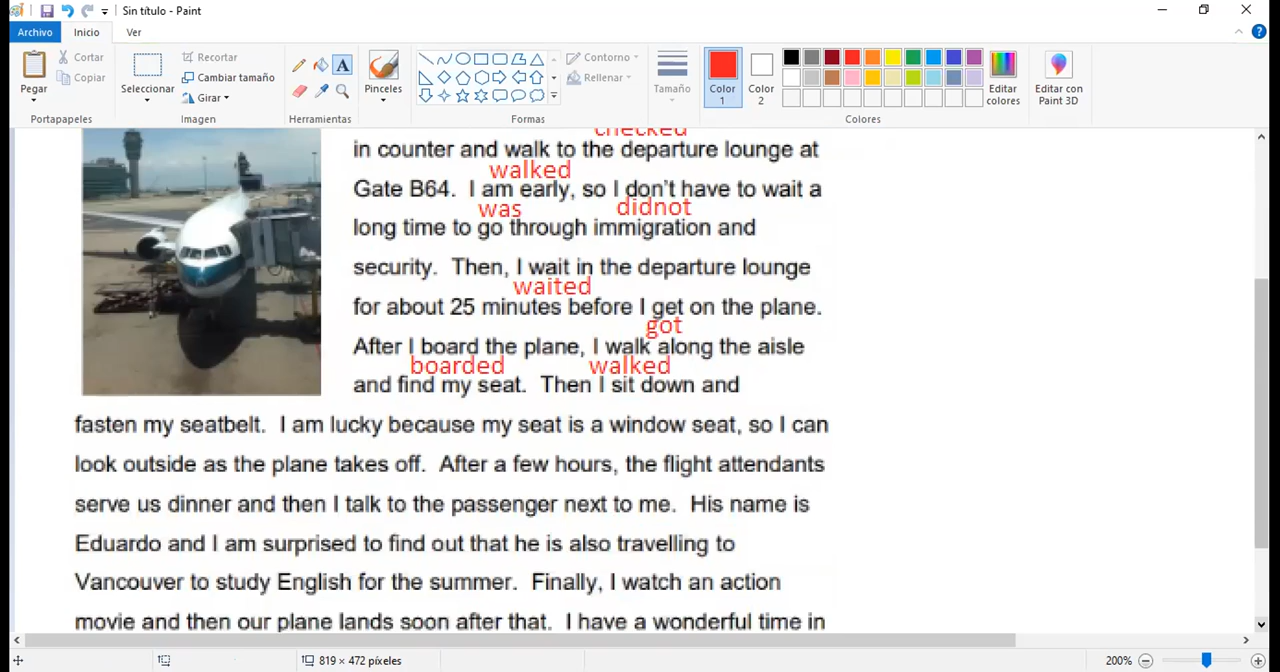 Sin título - Paint
Archivo Inicio Ver
Pegar Cortar Copiar Seleccionar Recortar Cambiar tamaño Girar A Pinceles Contorno Rellenar Tamaño Color 1 Color 2 Editar colores Editar con Paint 3D
Portapapeles Imagen Herramientas Formas Colores
checked
in counter and walk to the departure lounge at
walked
Gate B64. I am early, so I don't have to wait a
was didnot
long time to go through immigration and
security. Then, I wait in the departure lounge
waited
for about 25 minutes before I get on the plane.
got
After I board the plane, I walk along the aisle
boarded walked
and find my seat. Then I sit down and
fasten my seatbelt. I am lucky because my seat is a window seat, so I can
look outside as the plane takes off. After a few hours, the flight attendants
serve us dinner and then I talk to the passenger next to me. His name is
Eduardo and I am surprised to find out that he is also travelling to
Vancouver to study English for the summer. Finally, I watch an action
movie and then our plane lands soon after that. I have a wonderful time in
819 × 472 píxeles 200%